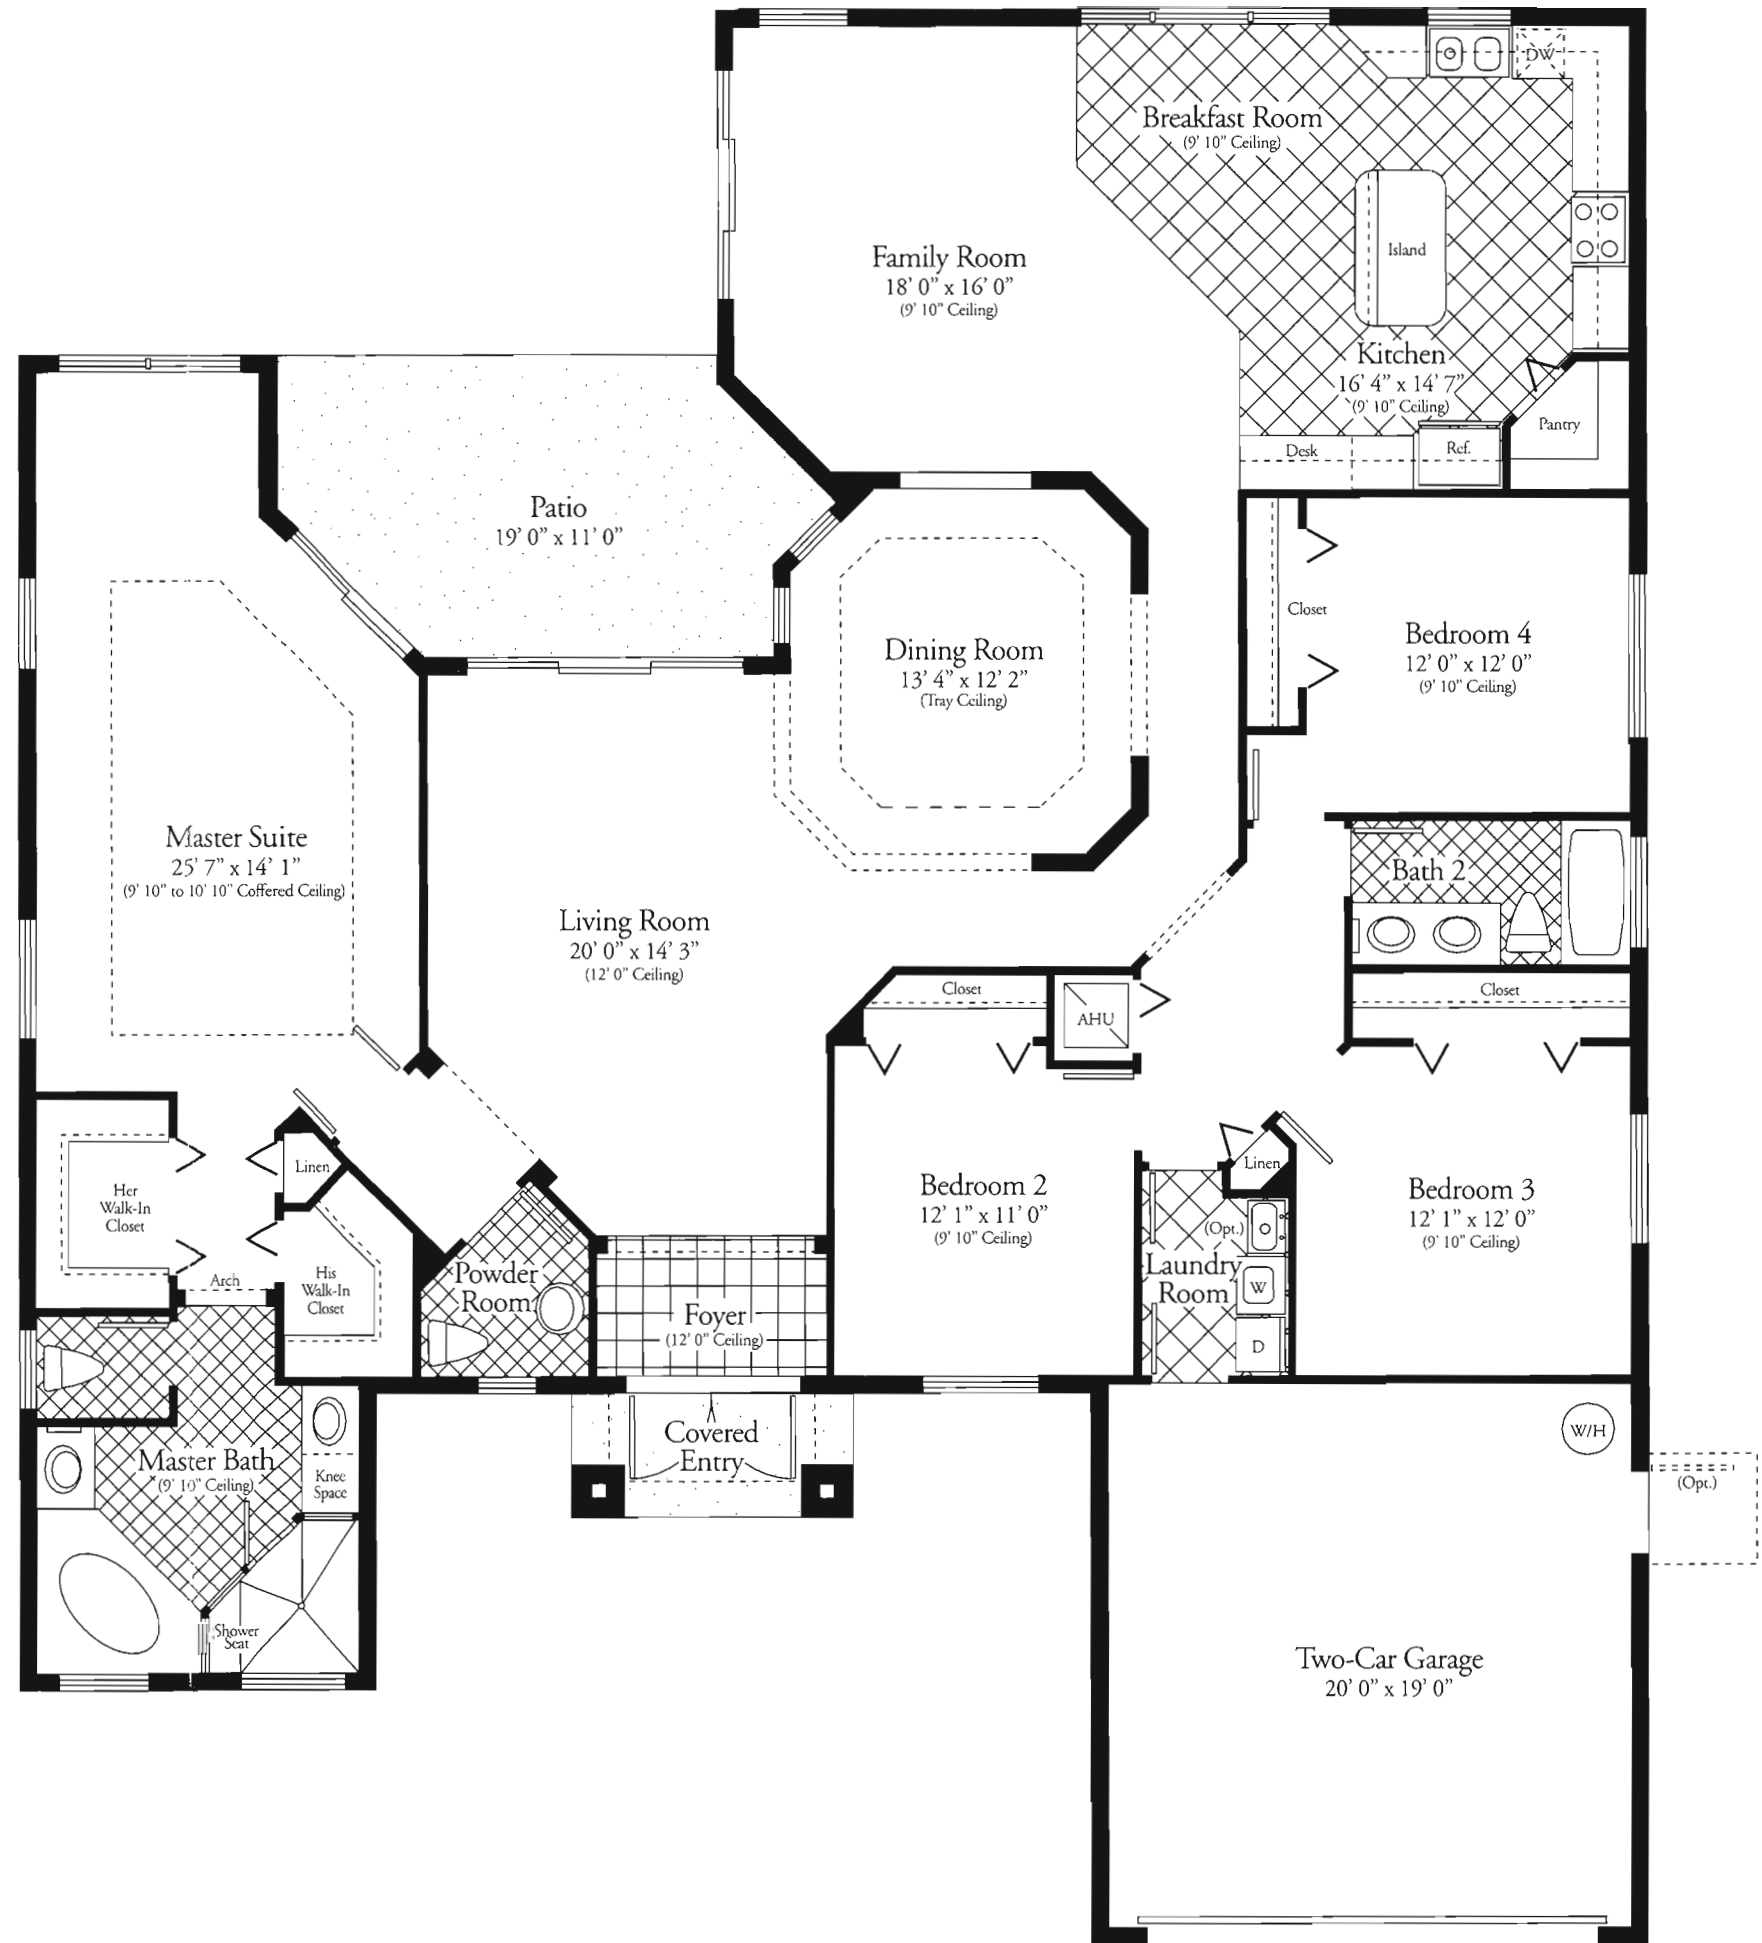 DW
Breakfast Room
(9' 10" Ceiling)
Island
Family Room
18' 0" x 16' 0"
(9' 10" Ceiling)
Kitchen
16' 4" x 14' 7"
(9' 10" Ceiling)
Pantry
Desk
Ref.
Patio
19' 0" x 11' 0"
Closet
Bedroom 4
12' 0" x 12' 0"
(9' 10" Ceiling)
Dining Room
13' 4" x 12' 2"
(Tray Ceiling)
Master Suite
25' 7" x 14' 1"
(9' 10" to 10' 10" Coffered Ceiling)
Bath 2
Living Room
20' 0" x 14' 3"
(12' 0" Ceiling)
Closet
AHU
Closet
Linen
Her
Walk-In
Closet
Linen
Bedroom 2
12' 1" x 11' 0"
(9' 10" Ceiling)
Bedroom 3
12' 1" x 12' 0"
(9' 10" Ceiling)
(Opt.)
Laundry
Room
W
D
Arch
His
Walk-In
Closet
Powder
Room
Foyer
(12' 0" Ceiling)
Covered
Entry
W/H
(Opt.)
Master Bath
(9' 10" Ceiling)
Knee
Space
Shower
Seat
Two-Car Garage
20' 0" x 19' 0"